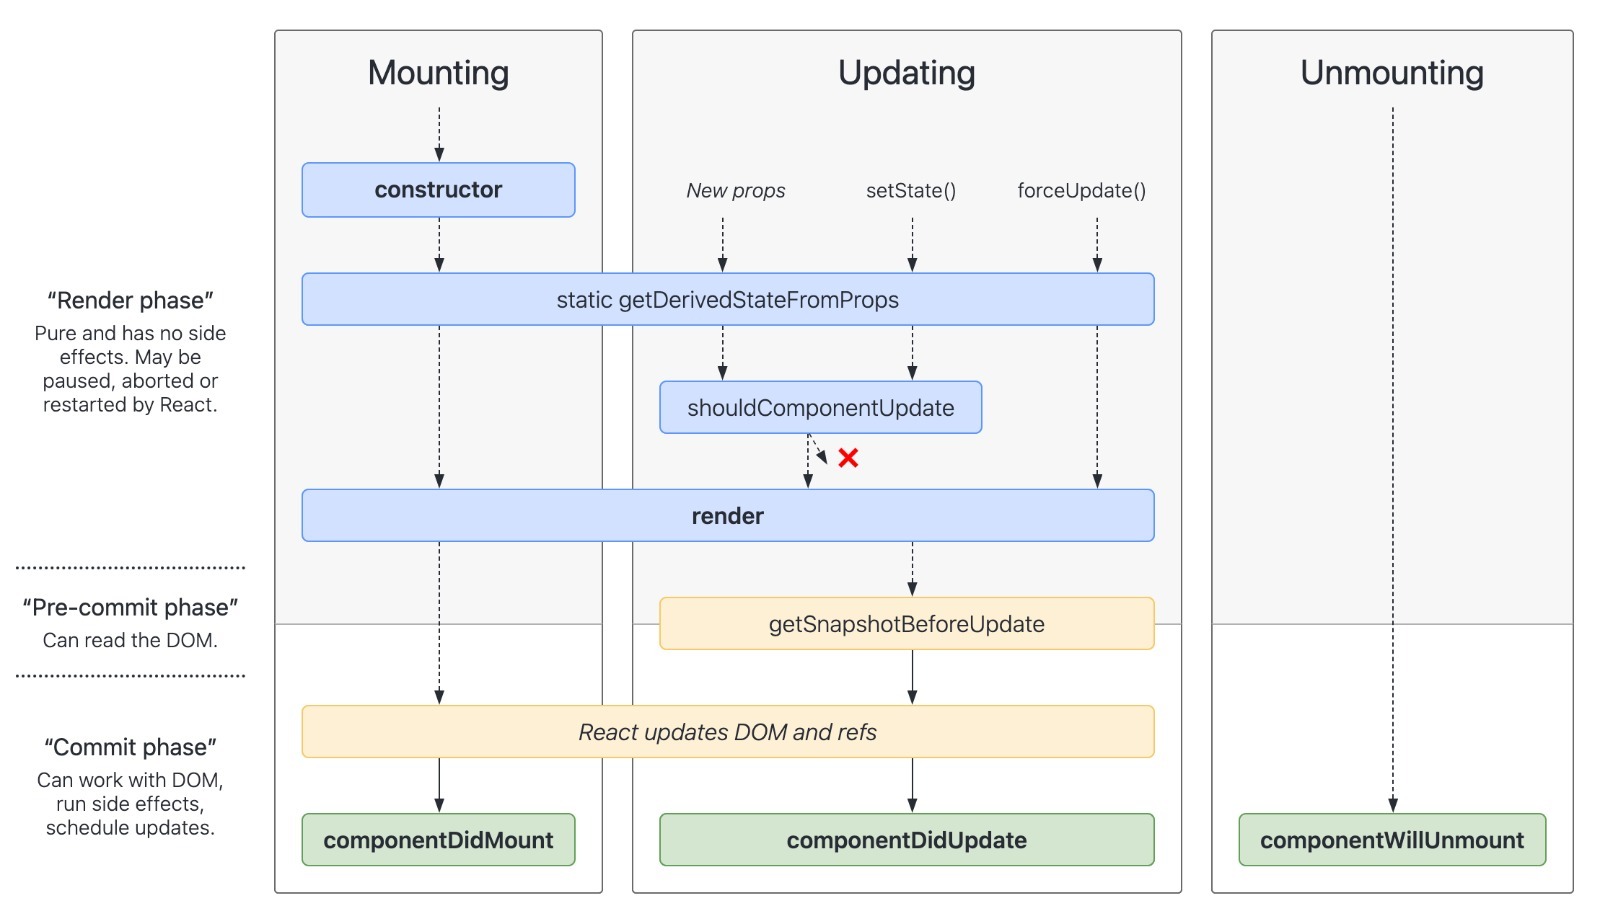 Mounting
Updating
Unmounting
constructor
New props
setState()
forceUpdate()
static getDerivedStateFromProps
“Render phase”
Pure and has no side
effects. May be
paused, aborted or
restarted by React.
shouldComponentUpdate
render
“Pre-commit phase”
Can read the DOM.
getSnapshotBeforeUpdate
React updates DOM and refs
“Commit phase”
Can work with DOM,
run side effects,
schedule updates.
componentDidMount
componentDidUpdate
componentWillUnmount